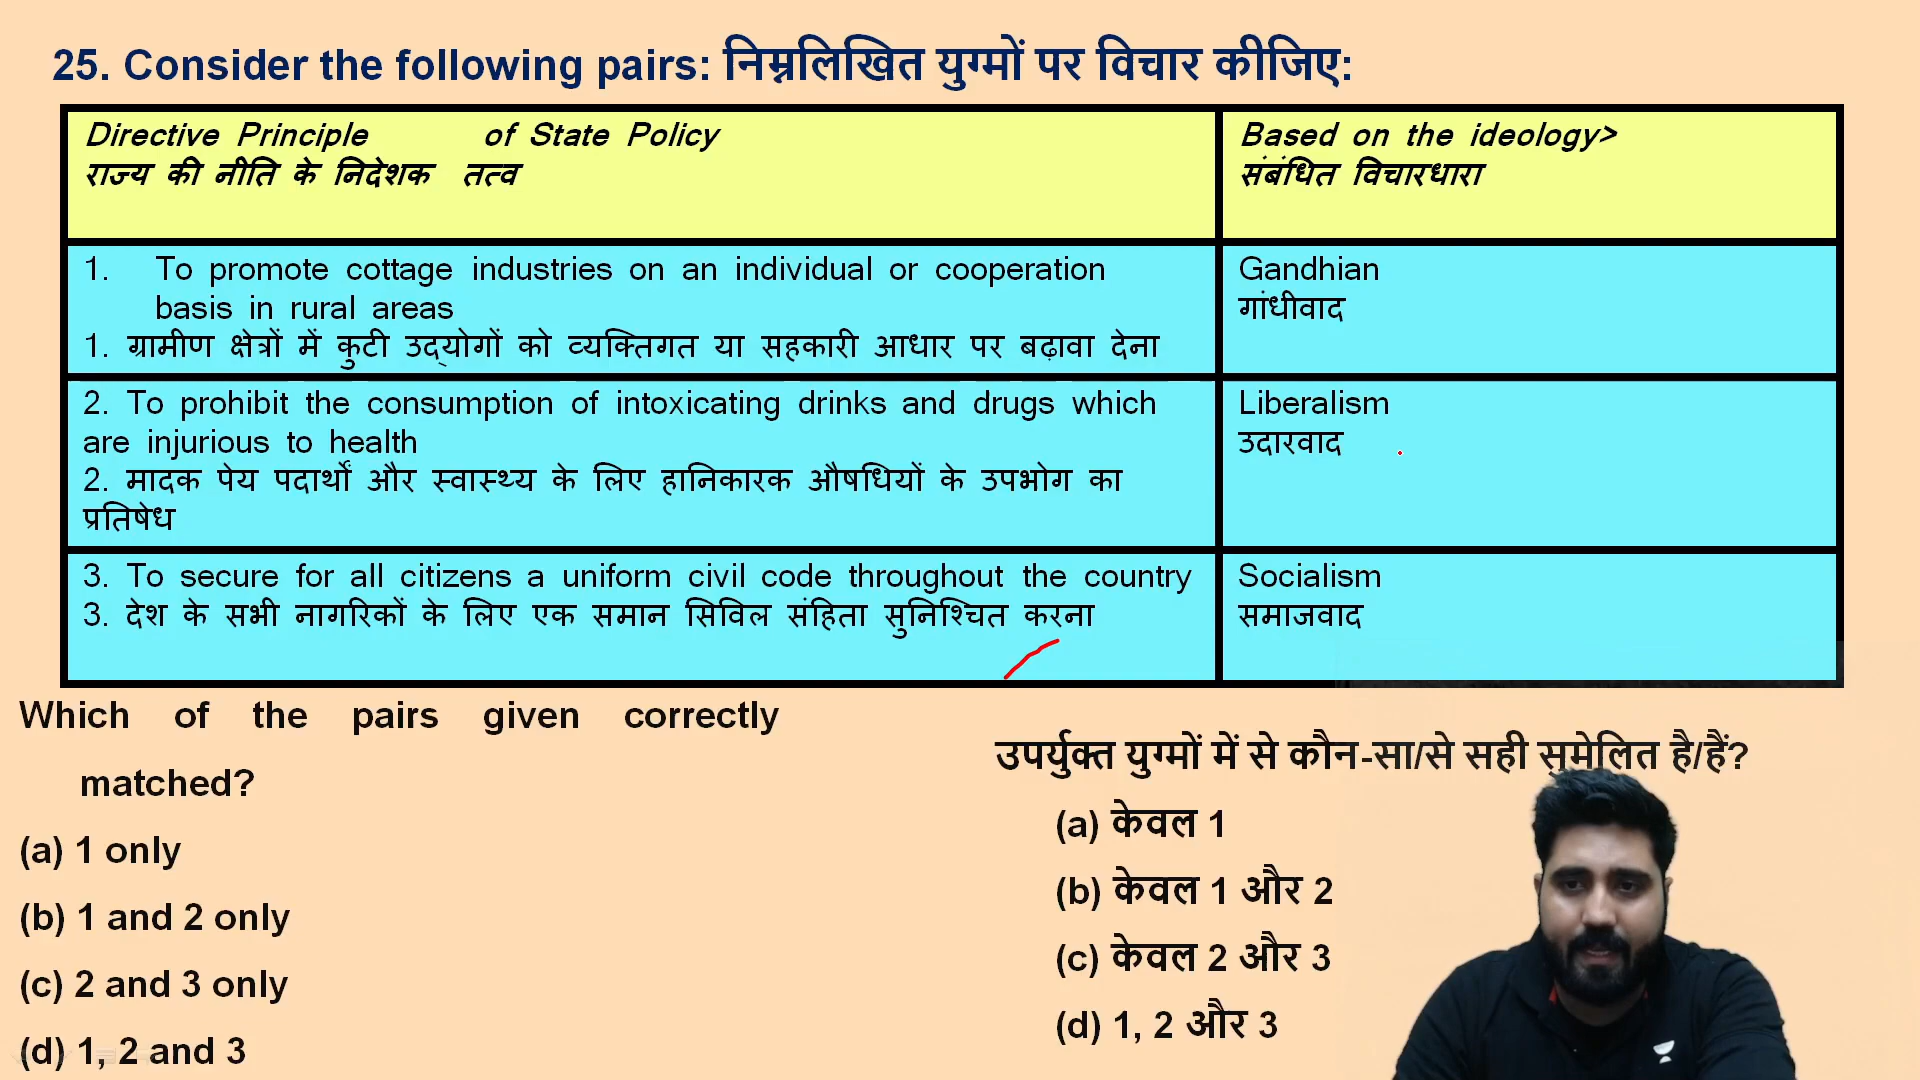 25. Consider the following pairs: निम्नलिखित युग्मों पर विचार कीजिए:
Directive Principle of State Policy
राज्य की नीति के निदेशक तत्व
Based on the ideology>
संबंधित विचारधारा
1. To promote cottage industries on an individual or cooperation
basis in rural areas
1. ग्रामीण क्षेत्रों में कुटी उद्योगों को व्यक्तिगत या सहकारी आधार पर बढ़ावा देना
Gandhian
गांधीवाद
2. To prohibit the consumption of intoxicating drinks and drugs which
are injurious to health
2. मादक पेय पदार्थों और स्वास्थ्य के लिए हानिकारक औषधियों के उपभोग का
प्रतिषेध
Liberalism
उदारवाद
3. To secure for all citizens a uniform civil code throughout the country
3. देश के सभी नागरिकों के लिए एक समान सिविल संहिता सुनिश्चित करना
Socialism
समाजवाद
Which of the pairs given correctly
matched?
(a) 1 only
(b) 1 and 2 only
(c) 2 and 3 only
(d) 1, 2 and 3
उपर्युक्त युग्मों में से कौन-सा/से सही सुमेलित है/हैं?
(a) केवल 1
(b) केवल 1 और 2
(c) केवल 2 और 3
(d) 1, 2 और 3